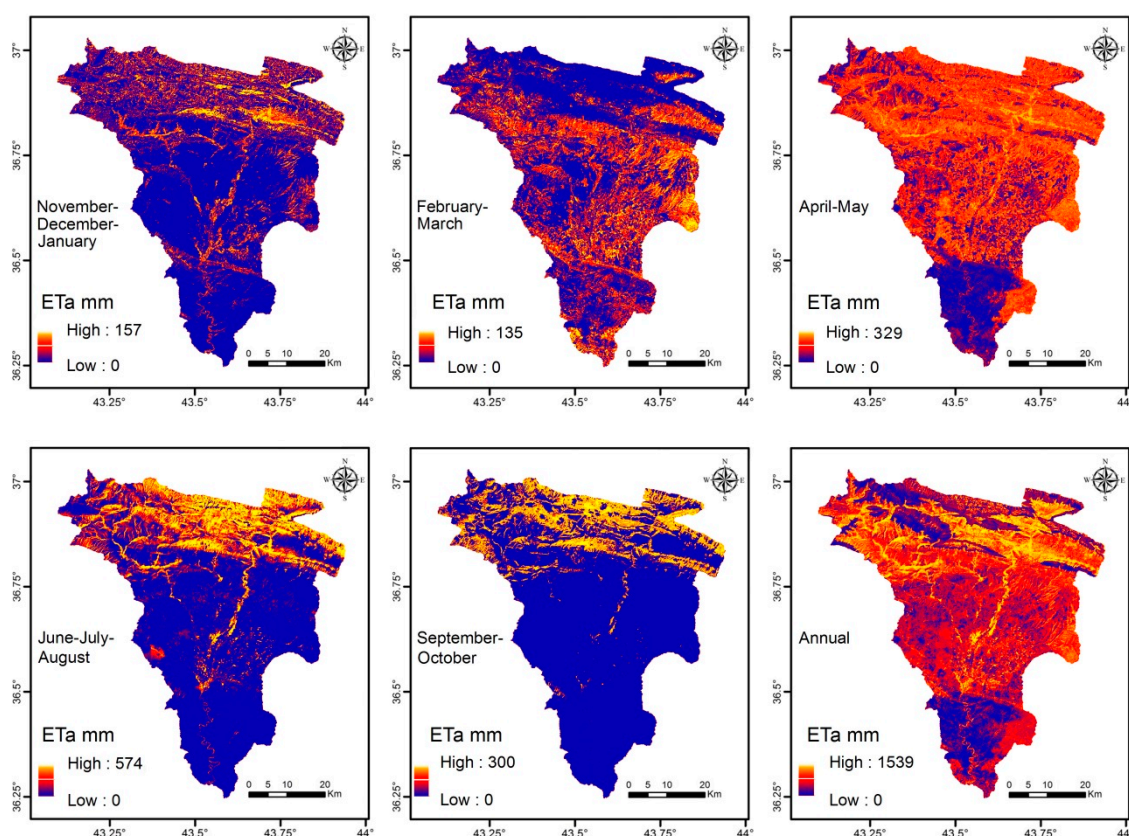 N
W E
S
37°
36.75°
36.5°
36.25°
November-
December-
January
ETa mm
High : 157
Low : 0
0 5 10 20
Km
43.25° 43.5° 43.75° 44°
N
W E
S
37°
36.75°
36.5°
36.25°
February-
March
ETa mm
High : 135
Low : 0
0 5 10 20
Km
43.25° 43.5° 43.75° 44°
N
W E
S
37°
36.75°
36.5°
36.25°
April-May
ETa mm
High : 329
Low : 0
0 5 10 20
Km
43.25° 43.5° 43.75° 44°
N
W E
S
37°
36.75°
36.5°
36.25°
June-July-
August
ETa mm
High : 574
Low : 0
0 5 10 20
Km
43.25° 43.5° 43.75° 44°
N
W E
S
37°
36.75°
36.5°
36.25°
September-
October
ETa mm
High : 300
Low : 0
0 5 10 20
Km
43.25° 43.5° 43.75° 44°
N
W E
S
37°
36.75°
36.5°
36.25°
Annual
ETa mm
High : 1539
Low : 0
0 5 10 20
Km
43.25° 43.5° 43.75° 44°